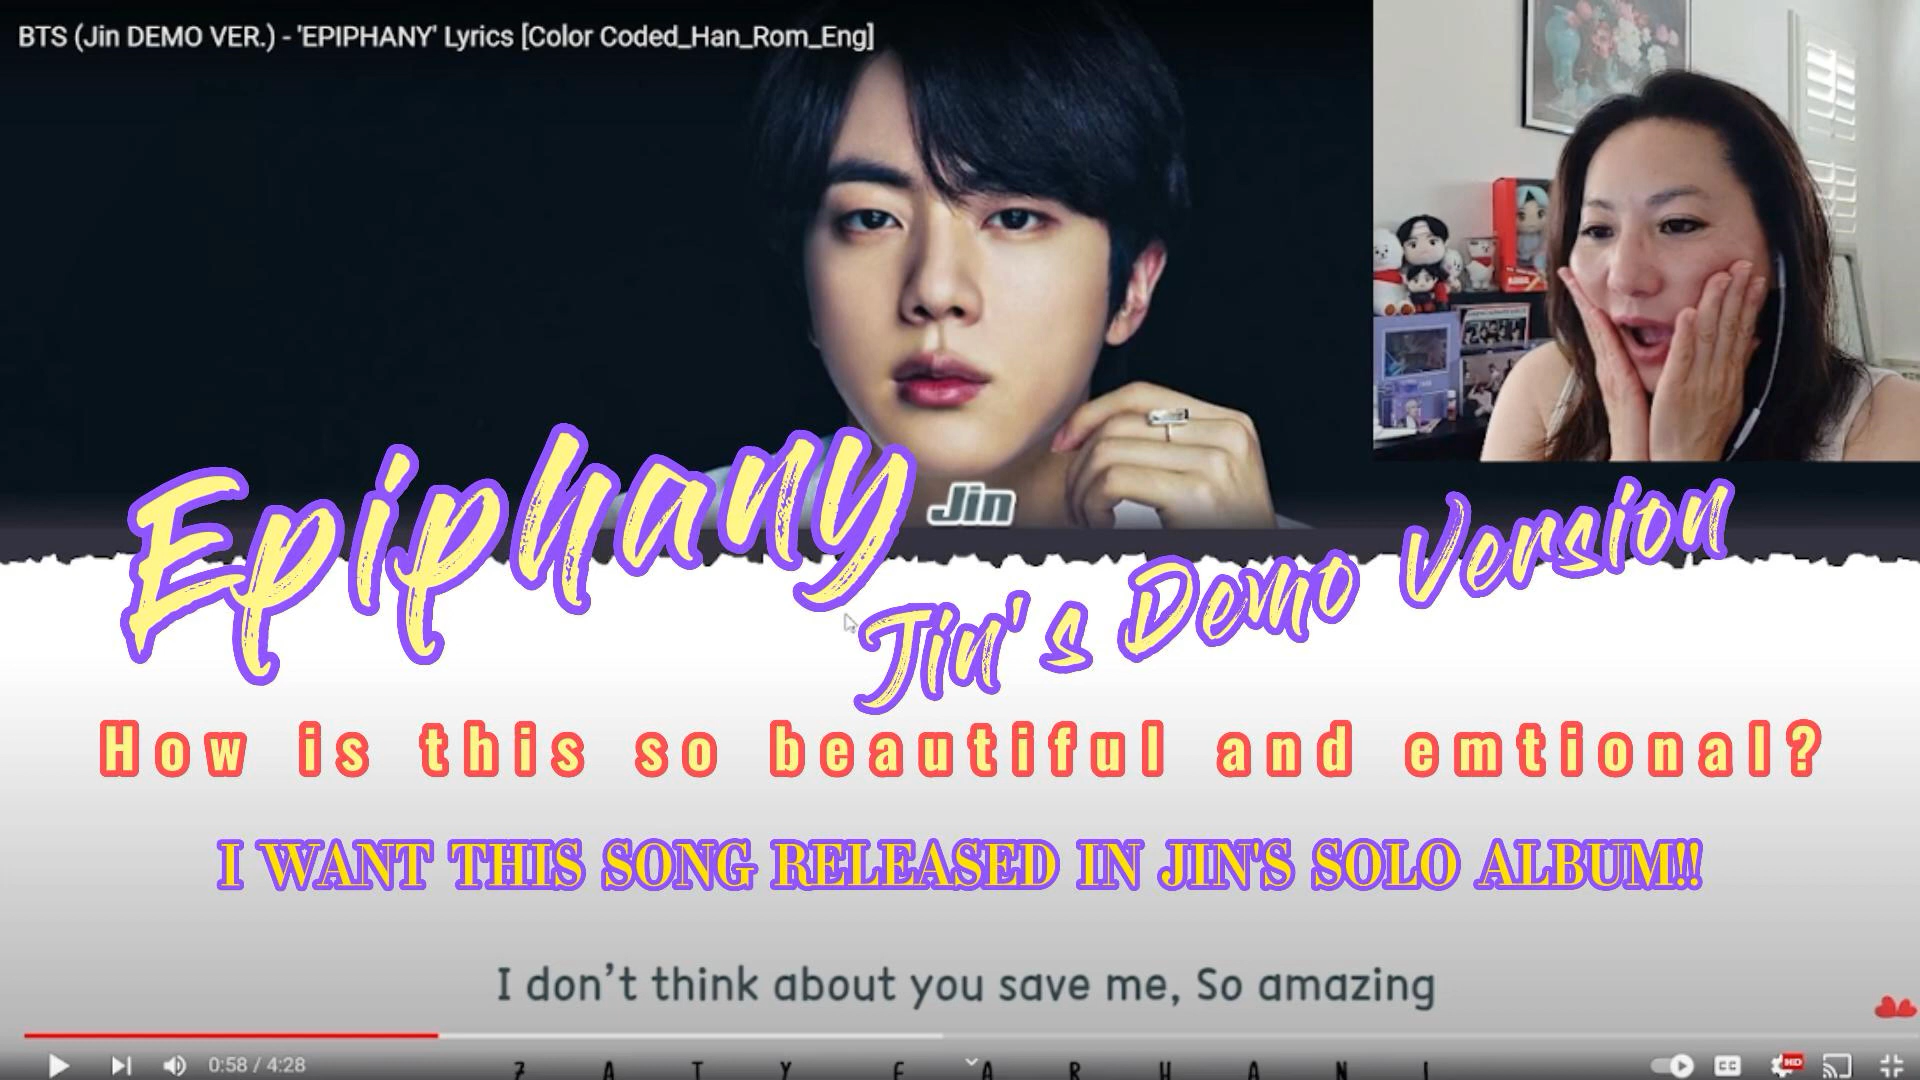 BTS (Jin DEMO VER.) - 'EPIPHANY' Lyrics [Color Coded_Han_Rom_Eng]
Epiphany
Jin
Jin's Demo Version
How is this so beautiful and emtional?
I WANT THIS SONG RELEASED IN JIN'S SOLO ALBUM!!
I don't think about you save me, So amazing
0:58 / 4:28
CC
HD